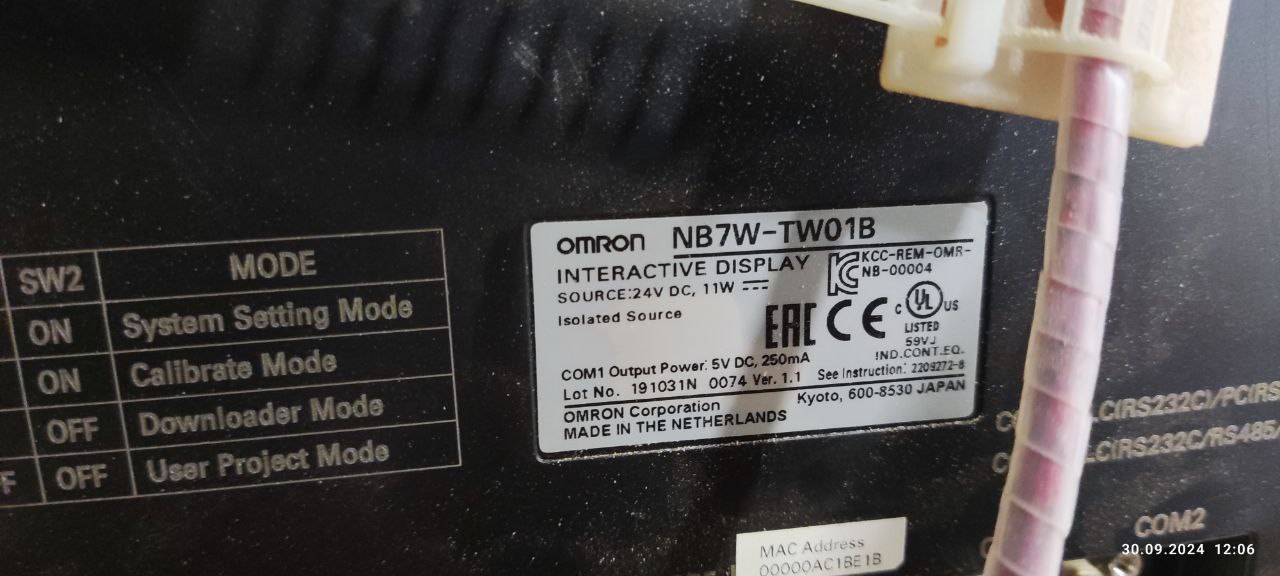 SW2 MODE
ON System Setting Mode
ON Calibrate Mode
OFF Downloader Mode
OFF User Project Mode
OMRON NB7W-TW01B
INTERACTIVE DISPLAY
SOURCE:24V DC, 11W
Isolated Source
KCC-REM-OMR-
NB-00004
EAC CE C UL US
LISTED
59VJ
IND.CONT.EQ.
COM1 Output Power: 5V DC, 250mA
Lot No. 191031N 0074 Ver. 1.1 See Instruction: 2209272-8
OMRON Corporation Kyoto, 600-8530 JAPAN
MADE IN THE NETHERLANDS
MAC Address
00000AC1BE1B
COM2
30.09.2024 12:06